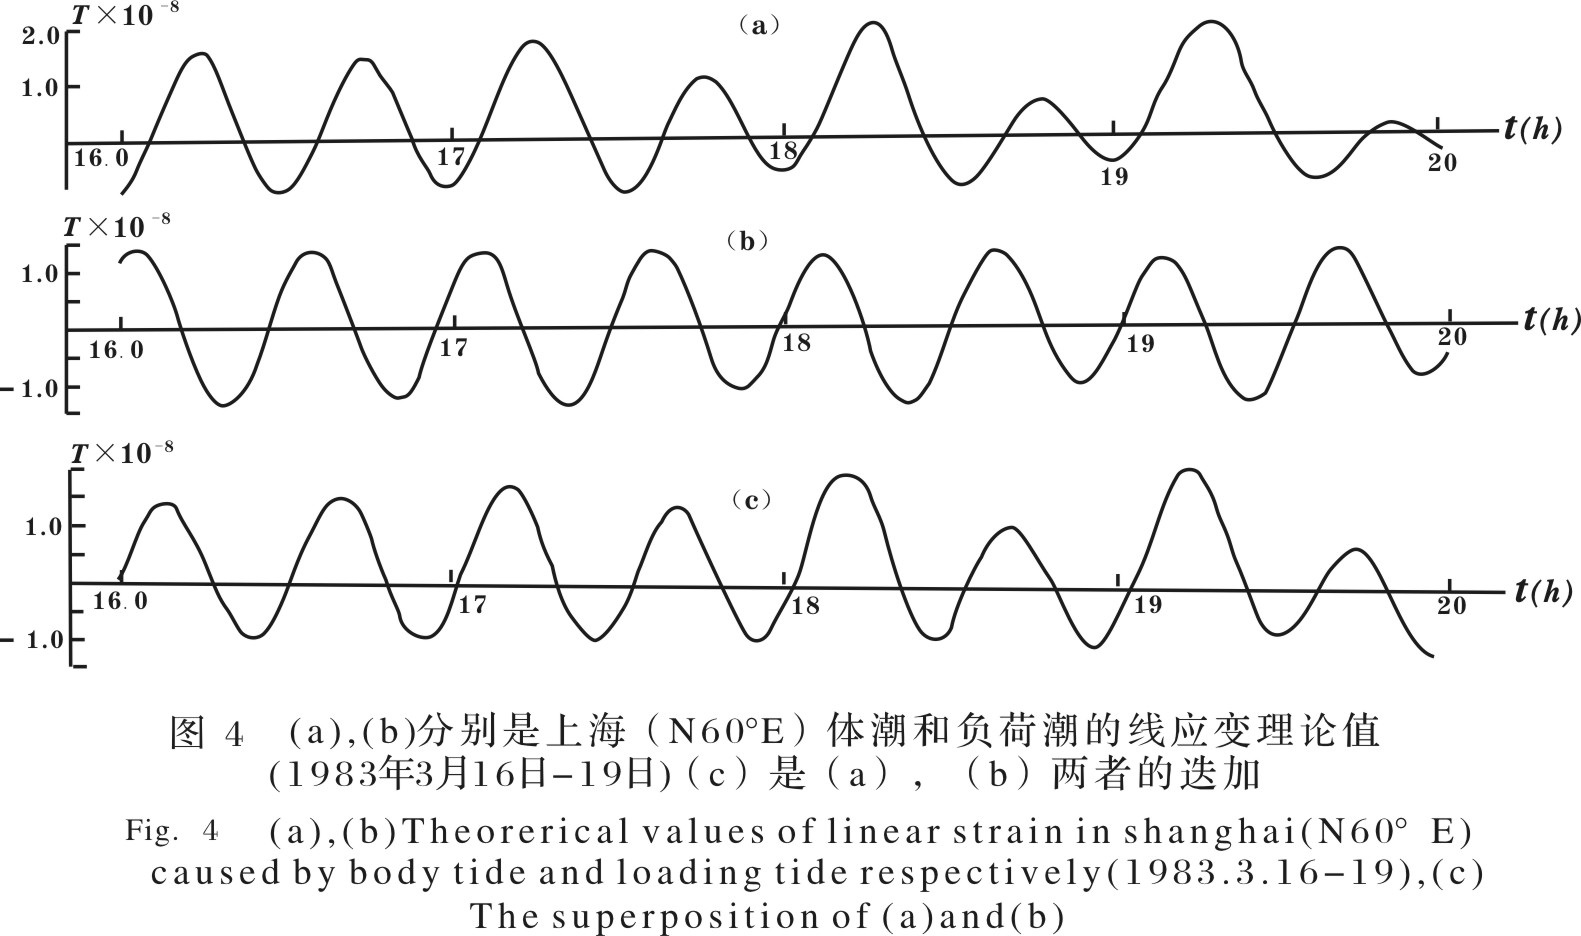 T×10⁻⁸
(a)
2.0
1.0
16.0 17 18 19 20 t(h)
T×10⁻⁸
(b)
1.0
16.0 17 18 19 20 t(h)
−1.0
T×10⁻⁸
(c)
1.0
16.0 17 18 19 20 t(h)
−1.0
图 4 (a),(b)分别是上海（N60°E）体潮和负荷潮的线应变理论值
(1983年3月16日−19日)（c）是（a），（b）两者的迭加
Fig. 4 (a),(b)Theorerical values of linear strain in shanghai(N60° E)
caused by body tide and loading tide respectively(1983.3.16−19),(c)
The superposition of (a)and(b)